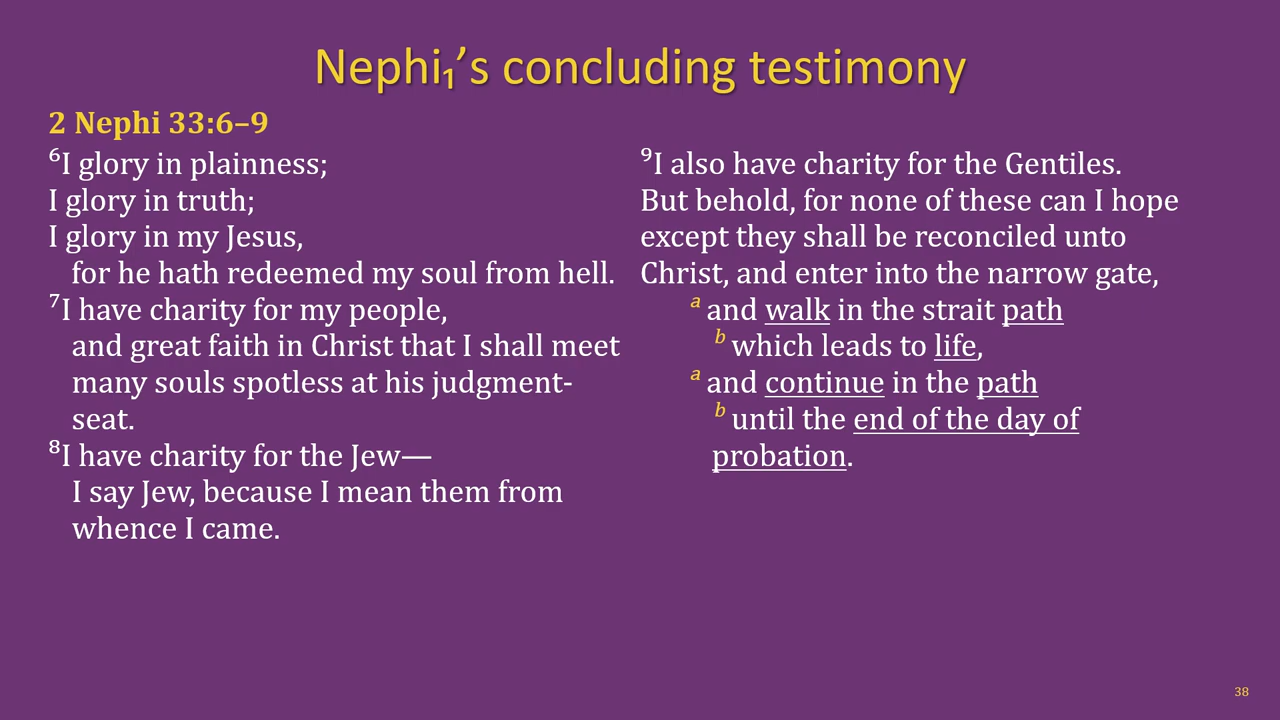 Nephi₁’s concluding testimony
2 Nephi 33:6–9
⁶I glory in plainness;
I glory in truth;
I glory in my Jesus,
for he hath redeemed my soul from hell.
⁷I have charity for my people,
and great faith in Christ that I shall meet
many souls spotless at his judgment-
seat.
⁸I have charity for the Jew—
I say Jew, because I mean them from
whence I came.
⁹I also have charity for the Gentiles.
But behold, for none of these can I hope
except they shall be reconciled unto
Christ, and enter into the narrow gate,
a and walk in the strait path
b which leads to life,
a and continue in the path
b until the end of the day of
probation.
38